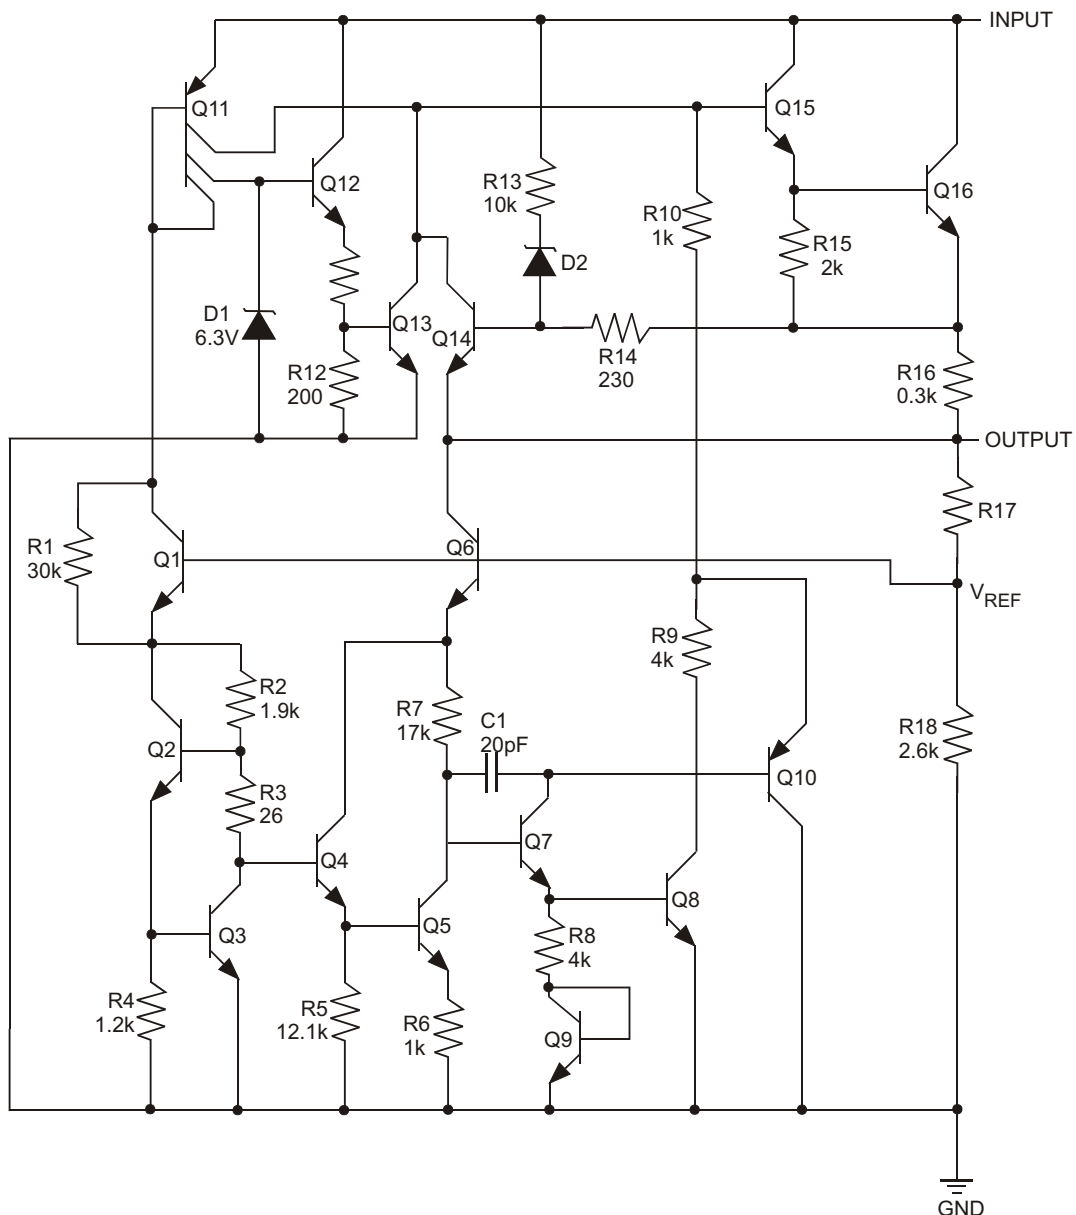 INPUT
Q11
Q15
Q12
R13
10k
Q16
R10
1k
R15
2k
D2
D1
6.3V
Q13
Q14
R14
230
R12
200
R16
0.3k
OUTPUT
R17
R1
30k
Q1
Q6
VREF
R9
4k
R2
1.9k
R7
17k
C1
20pF
R18
2.6k
Q2
Q10
R3
26
Q7
Q4
Q8
Q5
Q3
R8
4k
R4
1.2k
R5
12.1k
R6
1k
Q9
GND